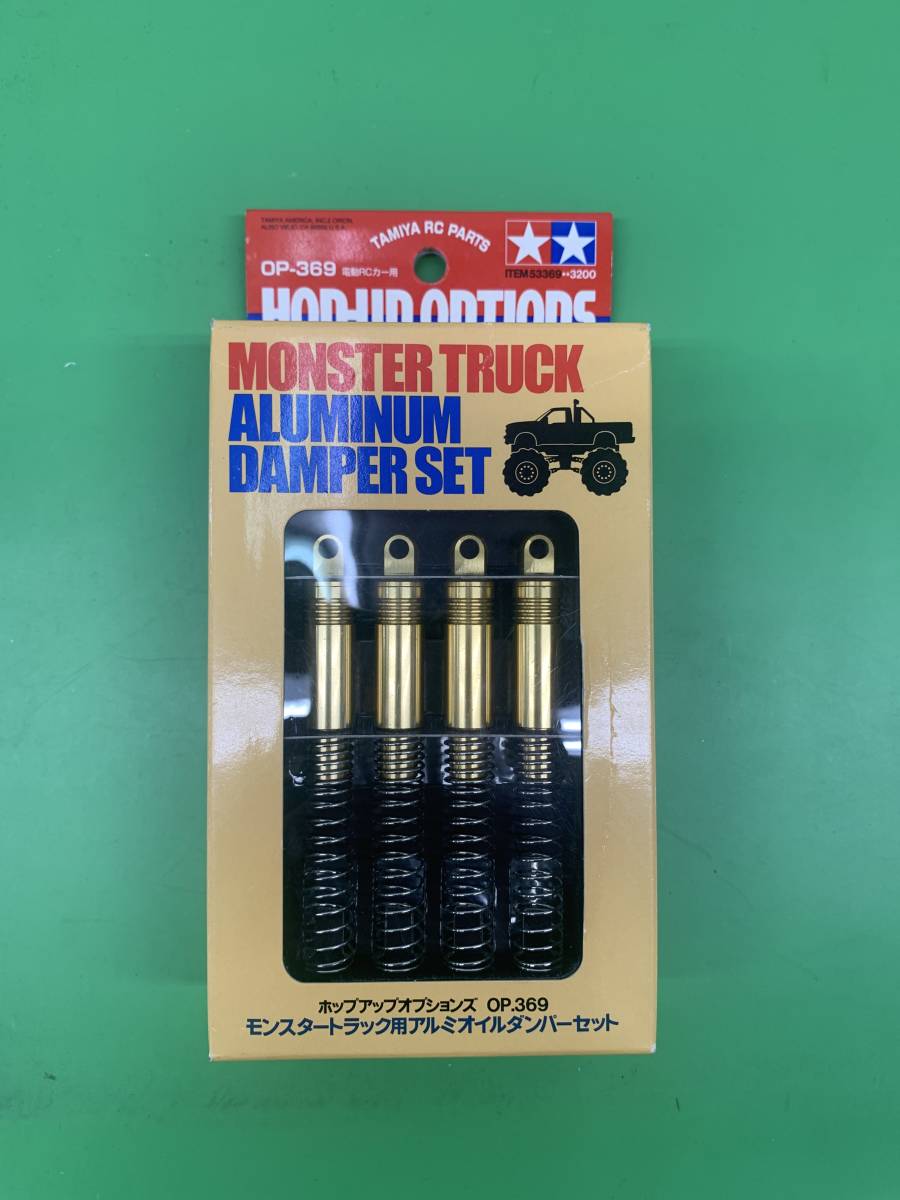 TAMIYA AMERICA, INC.
TAMIYA RC PARTS
OP-369 電動RCカー用
ITEM 53369**3200
HOP-UP OPTIONS
MONSTER TRUCK
ALUMINUM
DAMPER SET
ホップアップオプションズ OP.369
モンスタートラック用アルミオイルダンパーセット